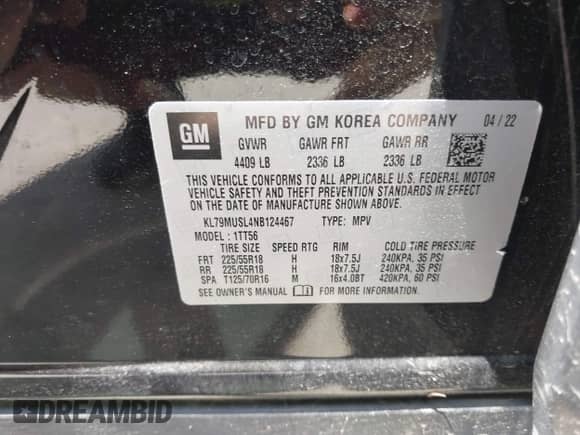 GM
MFD BY GM KOREA COMPANY 04/22
GVWR GAWR FRT GAWR RR
4409 LB 2336 LB 2336 LB
THIS VEHICLE CONFORMS TO ALL APPLICABLE U.S. FEDERAL MOTOR
VEHICLE SAFETY AND THEFT PREVENTION STANDARDS IN EFFECT
ON THE DATE OF MANUFACTURE SHOWN ABOVE.
KL79MUSL4NB124467 TYPE: MPV
MODEL: 1TT56
TIRE SIZE SPEED RTG RIM COLD TIRE PRESSURE
FRT 225/55R18 H 18x7.5J 240KPA, 35 PSI
RR 225/55R18 H 18x7.5J 240KPA, 35 PSI
SPA T125/70R16 M 16x4.0BT 420KPA, 60 PSI
SEE OWNER'S MANUAL FOR MORE INFORMATION.
DREAMBID